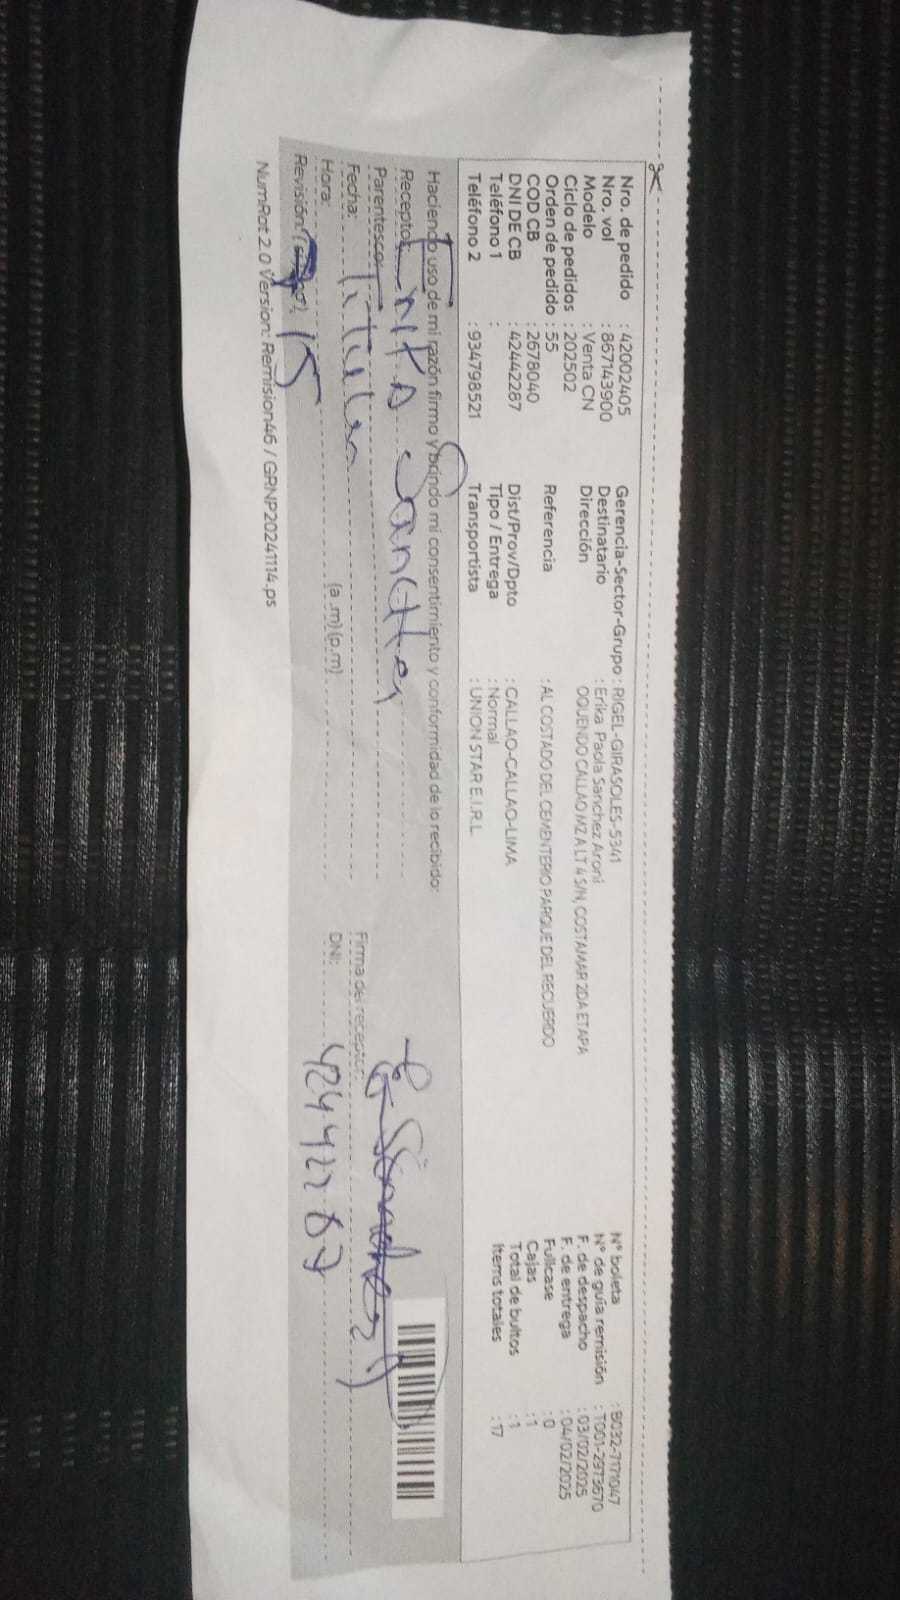 Nro. de pedido : 42002405 Gerencia-Sector-Grupo : RIGEL-GIRASOLES-5341 N° boleta : B032-7171047
Nro. vol : 867143900 Destinatario : Erika Paola Sanchez Aroni N° de guía remisión : T001-2973670
Modelo : Venta CN Dirección OQUENDO CALLAO MZ A LT 4 S/N, COSTAMAR 2DA ETAPA F. de despacho : 03/02/2025
Ciclo de pedidos : 202502 F. de entrega : 04/02/2025
Orden de pedido : 55 Referencia : AL COSTADO DEL CEMENTERIO PARQUE DEL RECUERDO Fullcase : 0
COD CB : 2678040 Cajas : 1
DNI DE CB : 42442287 Dist/Prov/Dpto : CALLAO-CALLAO-LIMA Total de bultos : 1
Teléfono 1 : Tipo / Entrega : Normal Items totales : 17
Teléfono 2 : 934798521 Transportista : UNION STAR E.I.R.L
Haciendo uso de mi razón firmo y brindo mi consentimiento y conformidad de lo recibido:
Receptor: Erika Sanchez
Parentesco: Titular
Fecha: Firma del receptor:
Hora: (a.m) (p.m) DNI: 42442287
Revisión: 15
NumRot 2.0 Version: Remision46 / GRNP20241114.ps